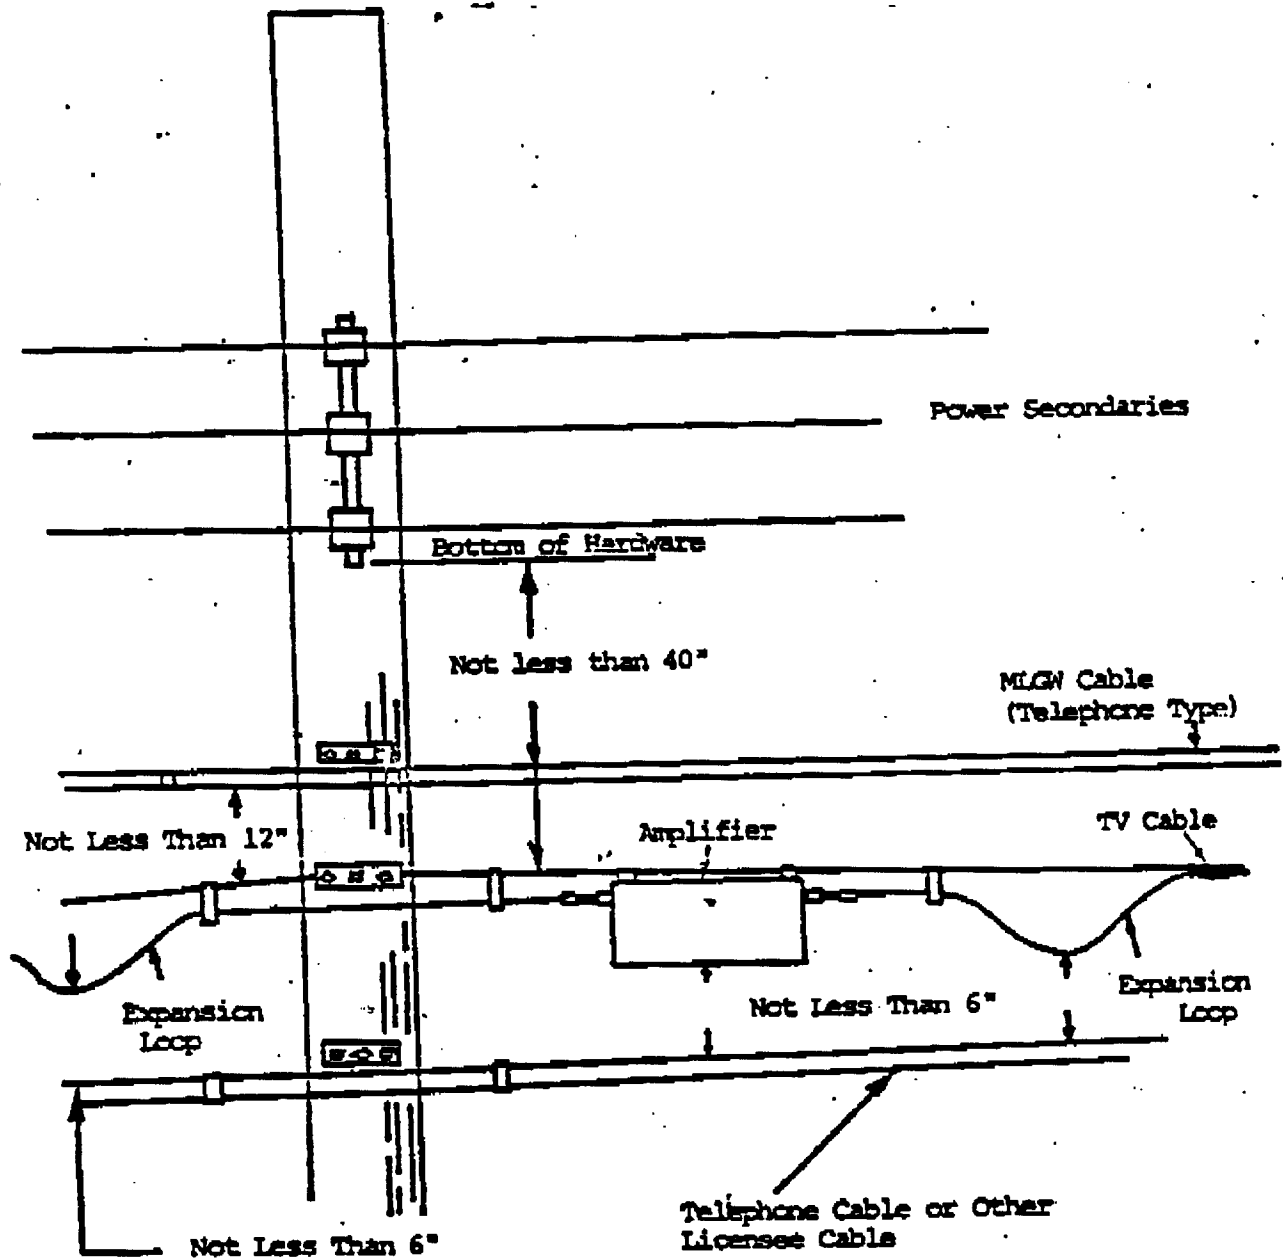 Power Secondaries
Bottom of Hardware
Not less than 40"
MLGW Cable
(Telephone Type)
Not Less Than 12"
Amplifier
TV Cable
Expansion
Loop
Not Less Than 6"
Expansion
Loop
Telephone Cable or Other
Licensee Cable
Not Less Than 6"